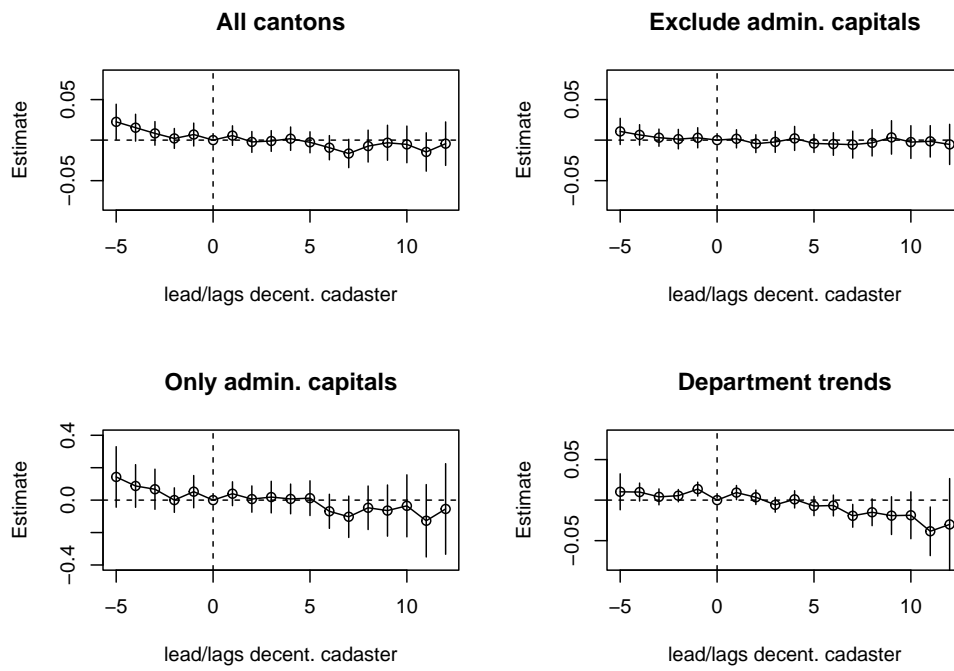 All cantons
Estimate
0.05
−0.05
−5 0 5 10
lead/lags decent. cadaster
Exclude admin. capitals
Estimate
0.05
−0.05
−5 0 5 10
lead/lags decent. cadaster
Only admin. capitals
Estimate
0.4
0.0
−0.4
−5 0 5 10
lead/lags decent. cadaster
Department trends
Estimate
0.05
−0.05
−5 0 5 10
lead/lags decent. cadaster